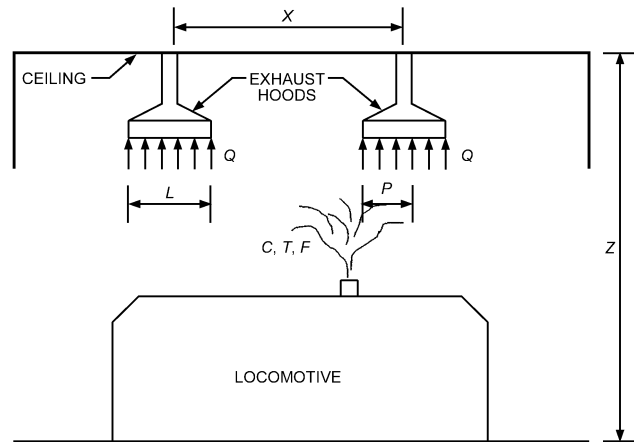 X
CEILING
EXHAUST
HOODS
Q
Q
L
P
C, T, F
Z
LOCOMOTIVE